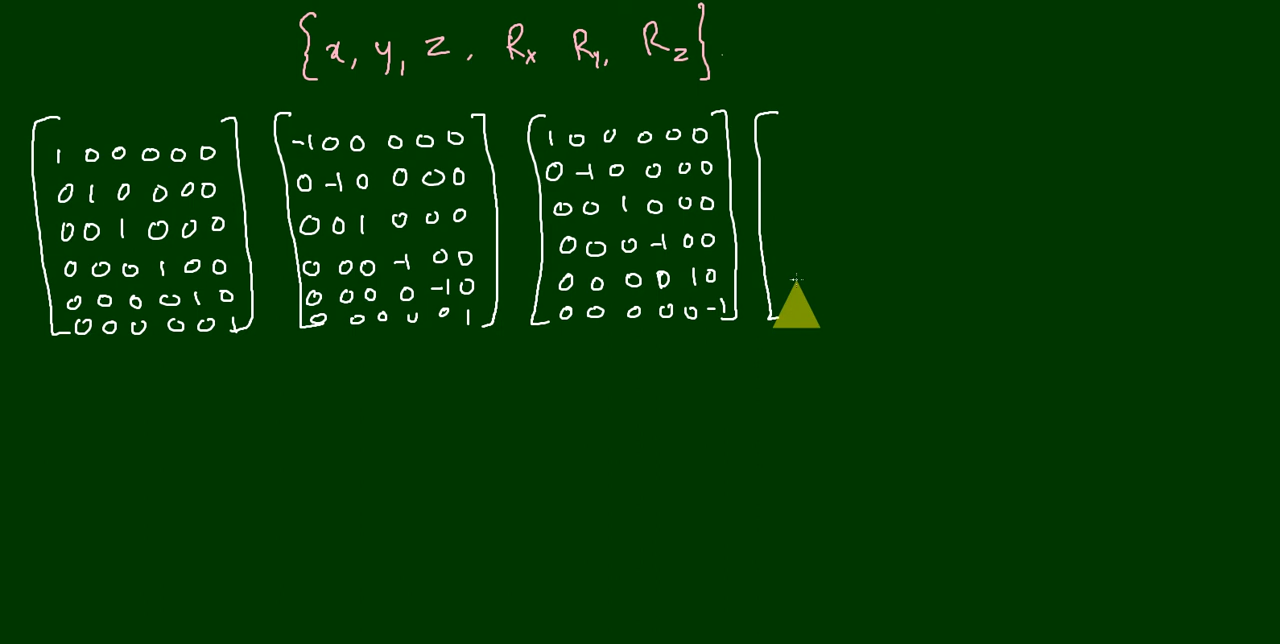 {x, y, z, Rx Ry, Rz}
1 0 0 0 0 0
0 1 0 0 0 0
0 0 1 0 0 0
0 0 0 1 0 0
0 0 0 0 1 0
0 0 0 0 0 1
-1 0 0 0 0 0
0 -1 0 0 0 0
0 0 1 0 0 0
0 0 0 -1 0 0
0 0 0 0 -1 0
0 0 0 0 0 1
1 0 0 0 0 0
0 -1 0 0 0 0
0 0 1 0 0 0
0 0 0 -1 0 0
0 0 0 0 1 0
0 0 0 0 0 -1